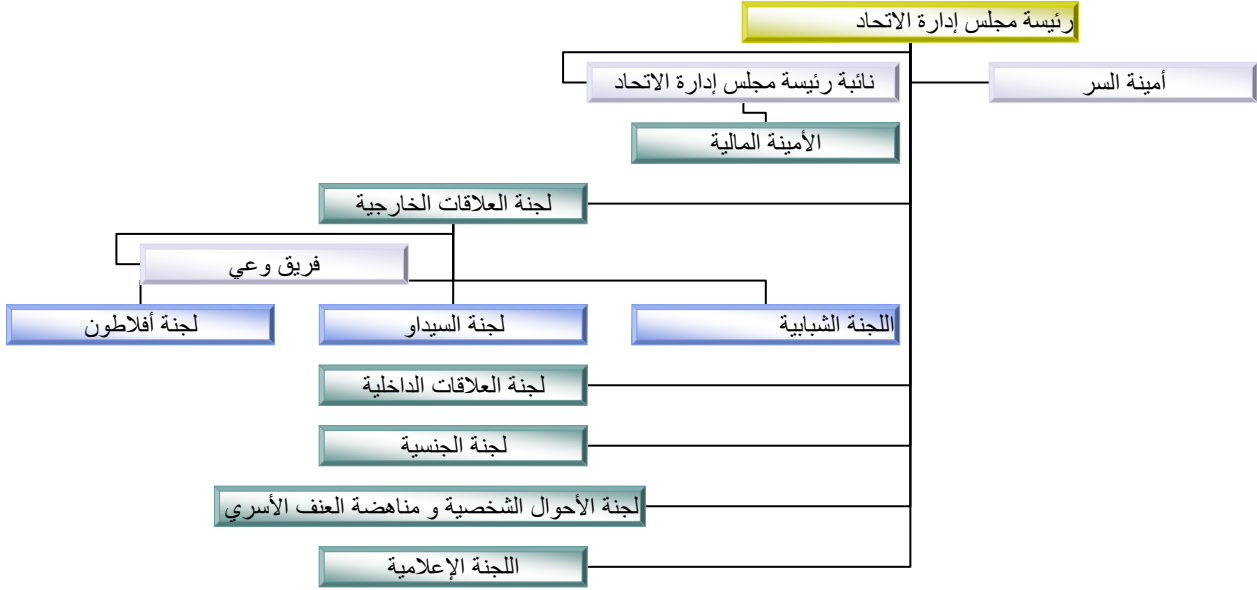 رئيسة مجلس إدارة الاتحاد
أمينة السر
نائبة رئيسة مجلس إدارة الاتحاد
الأمينة المالية
لجنة العلاقات الخارجية
فريق وعي
اللجنة الشبابية
لجنة السيداو
لجنة أفلاطون
لجنة العلاقات الداخلية
لجنة الجنسية
لجنة الأحوال الشخصية و مناهضة العنف الأسري
اللجنة الإعلامية